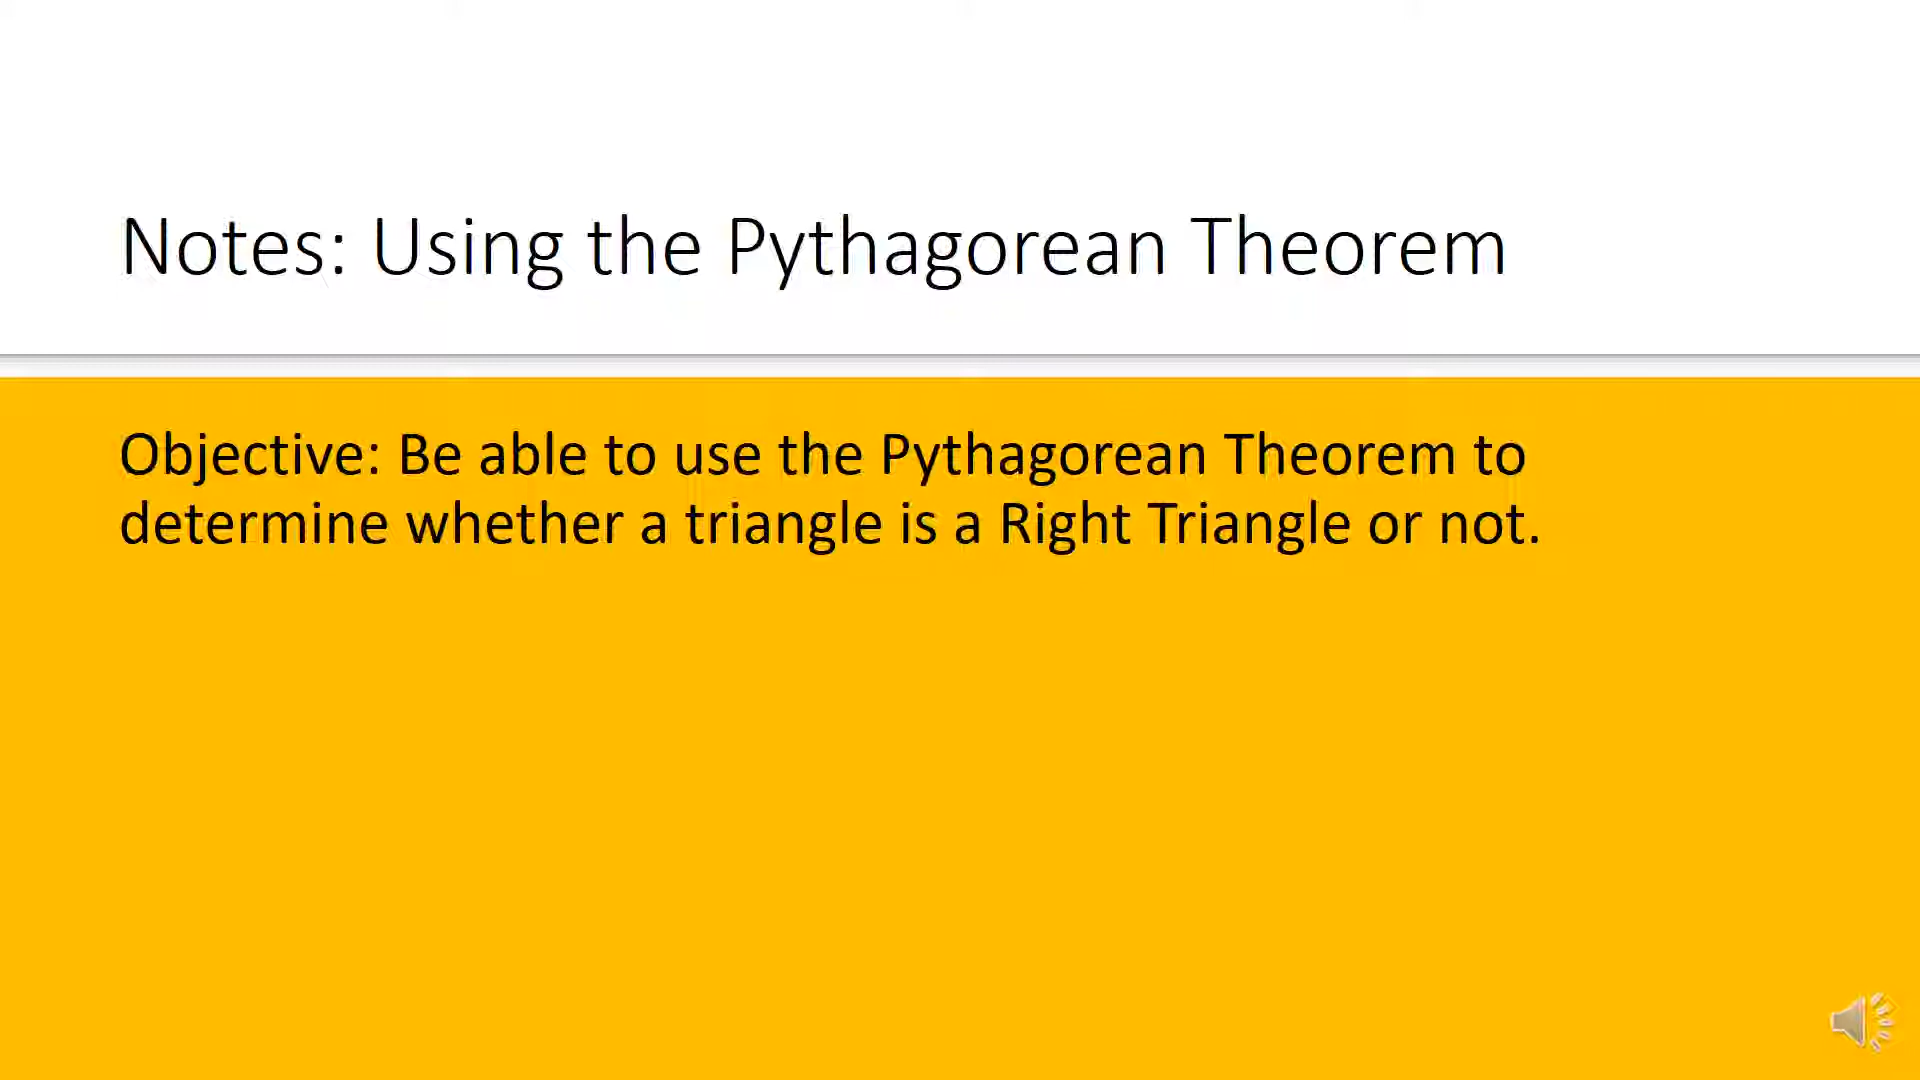 Notes: Using the Pythagorean Theorem
Objective: Be able to use the Pythagorean Theorem to
determine whether a triangle is a Right Triangle or not.